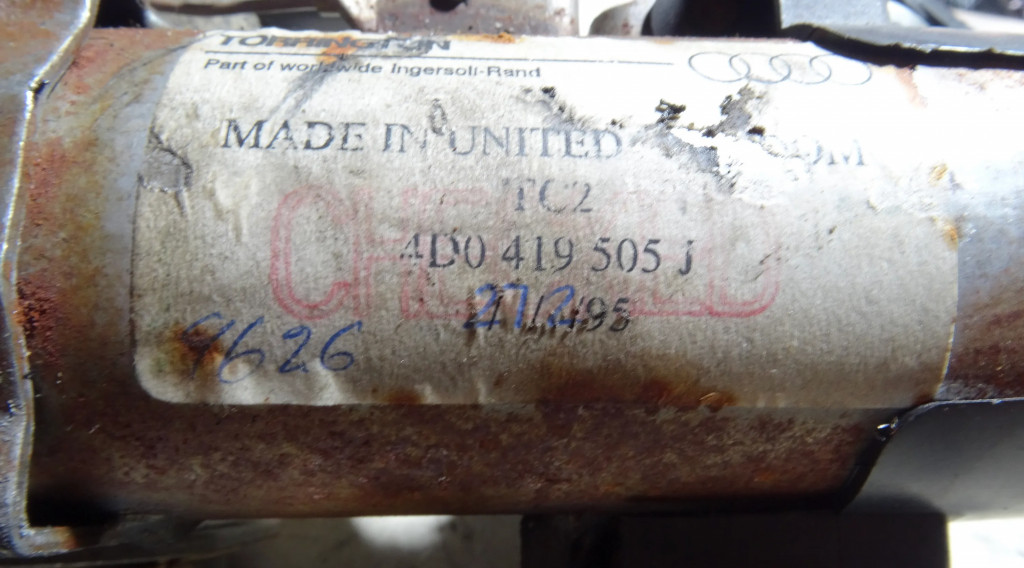 TORRINGTON
Part of worldwide Ingersoll-Rand
MADE IN UNITED
TC2
4D0 419 505 J
9626